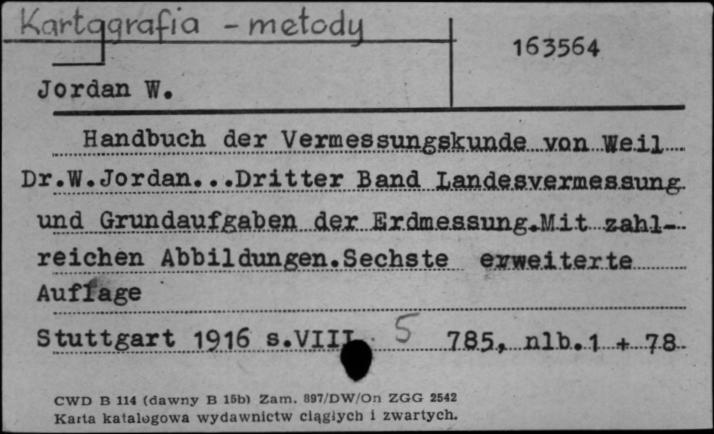 Kartografia - metody
163564
Jordan W.
Handbuch der Vermessungskunde von Weil
Dr.W.Jordan...Dritter Band Landesvermessung
und Grundaufgaben der Erdmessung.Mit zahl-
reichen Abbildungen.Sechste erweiterte
Auflage
Stuttgart 1916 s.VIII 5 785, nlb.1 + 78
CWD B 114 (dawny B 15b) Zam. 897/DW/On ZGG 2542
Karta katalogowa wydawnictw ciągłych i zwartych.